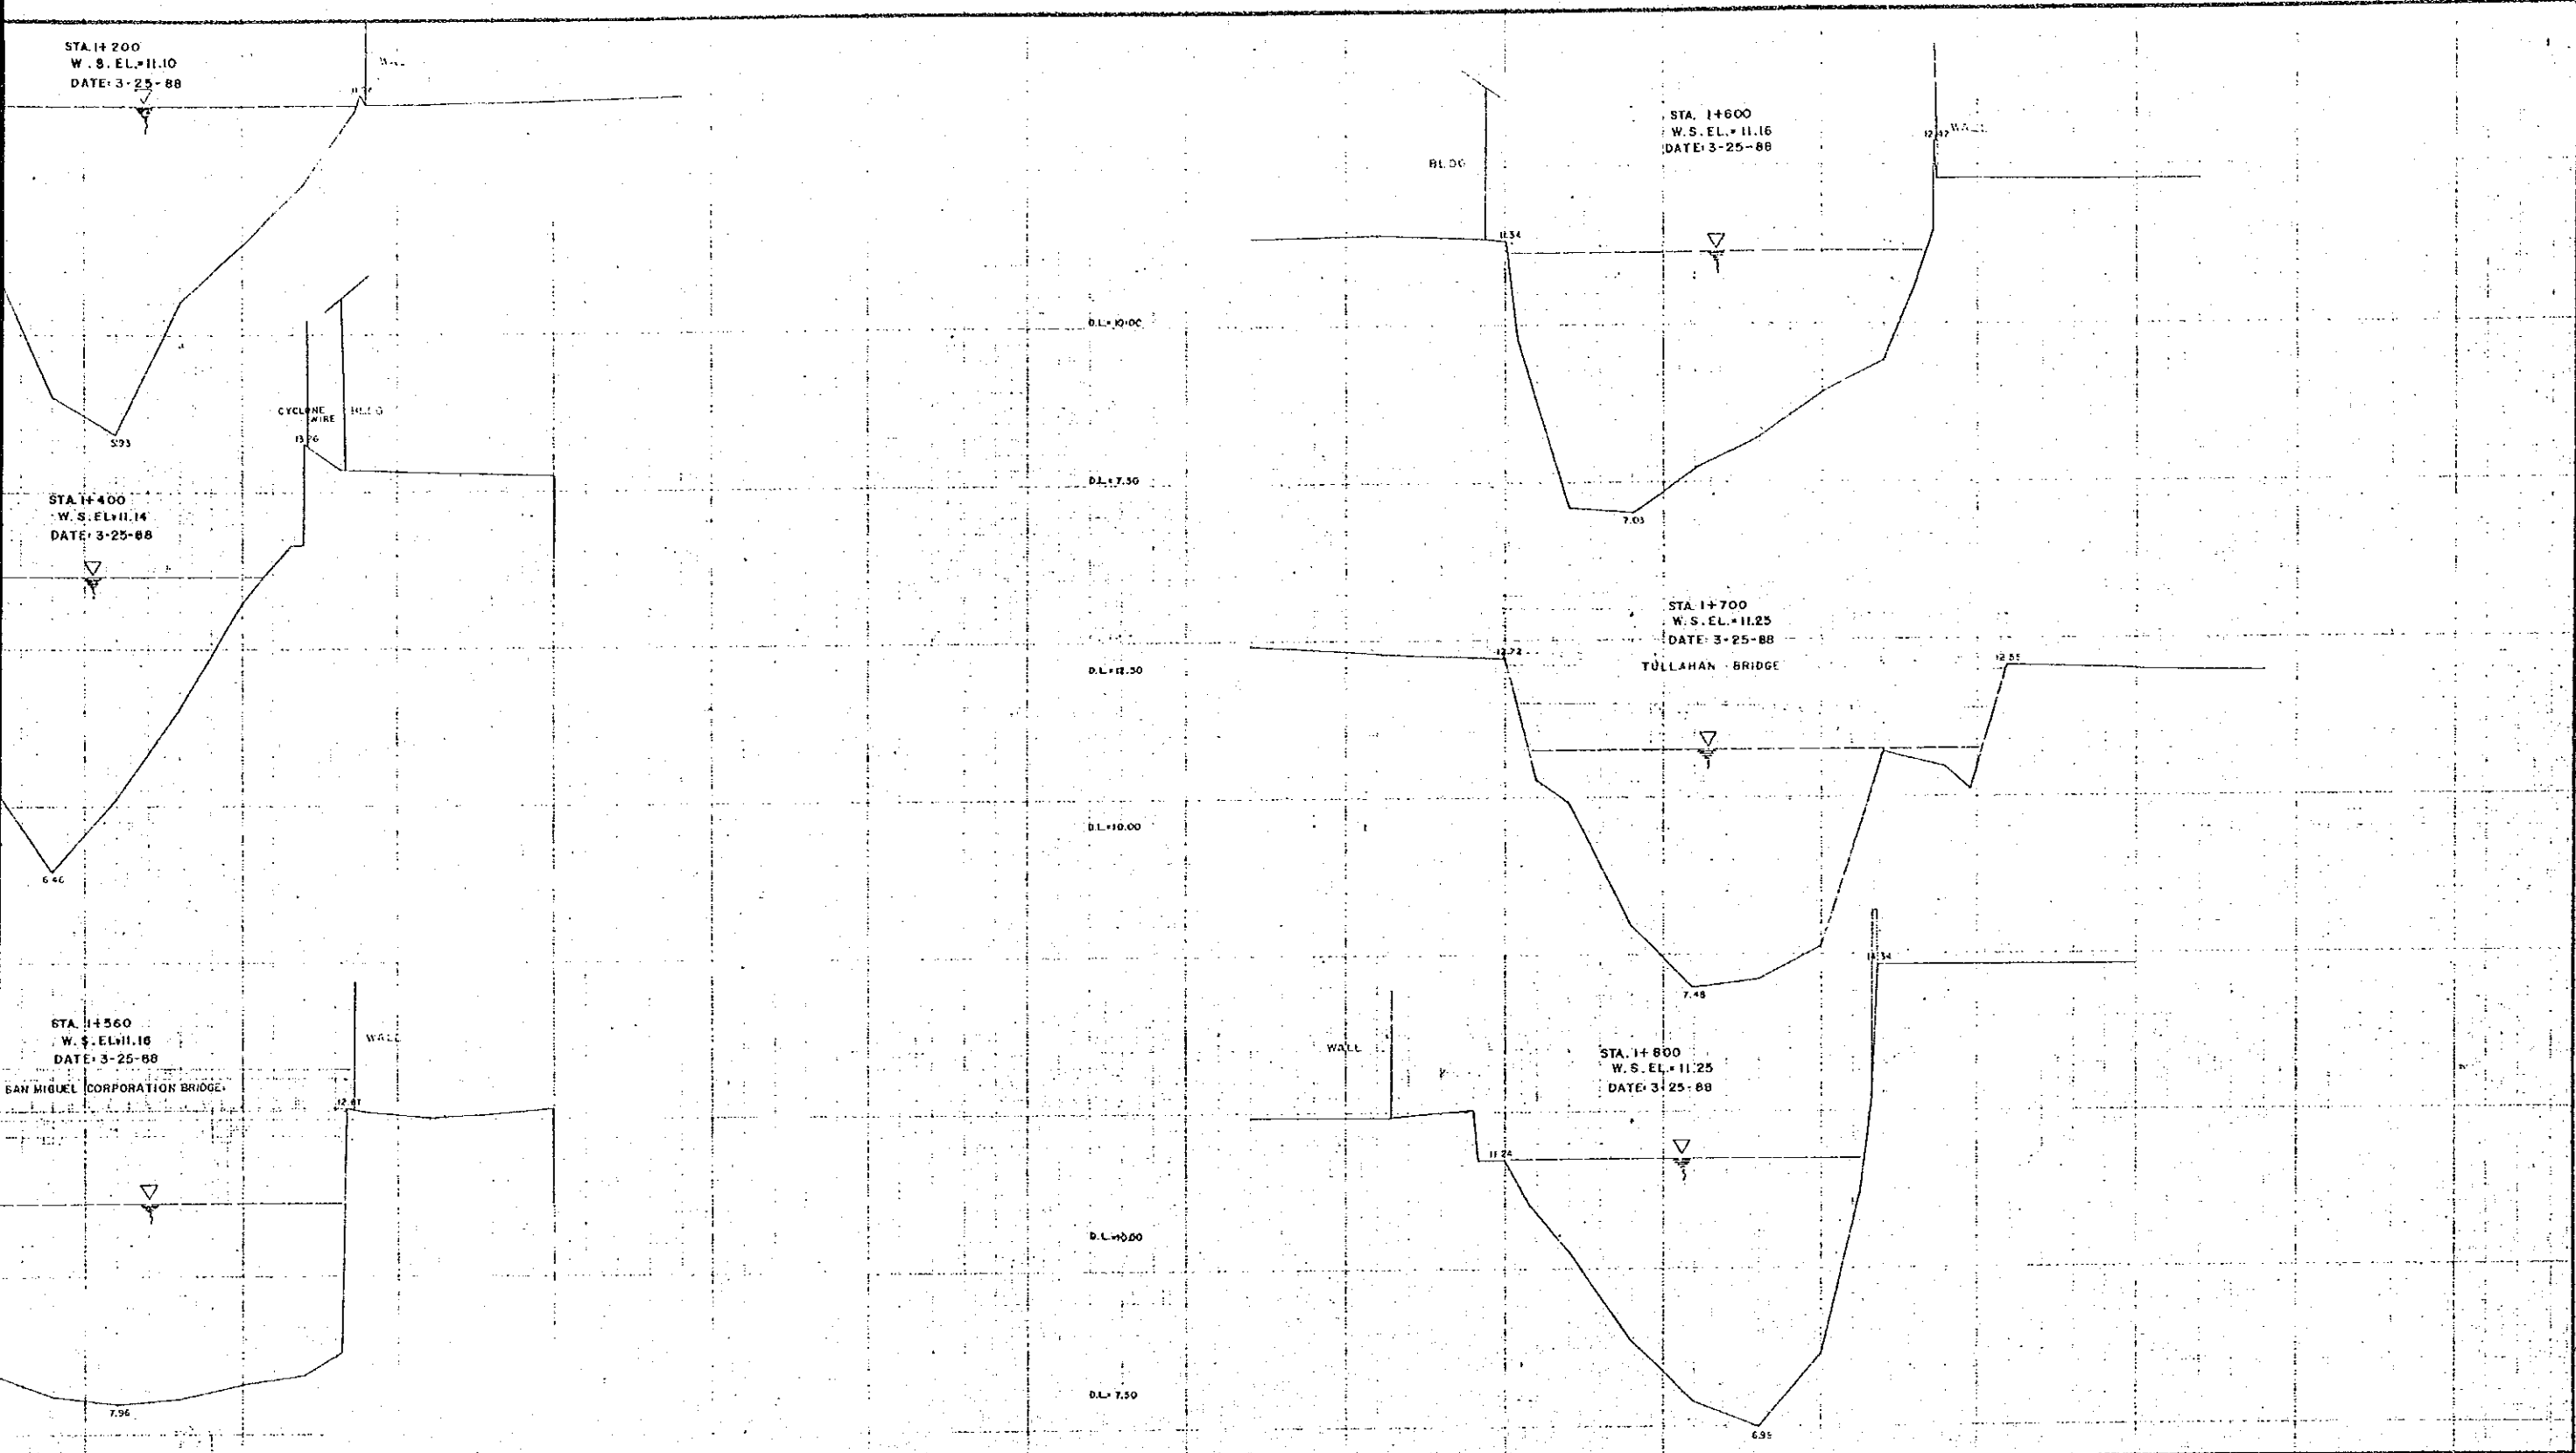 STA. 1+200
W.S.EL.=11.10
DATE: 3-25-88
5.93
CYCLONE
WIRE
BLDG
13.26
STA. 1+400
W.S.EL.=11.14
DATE: 3-25-88
6.46
STA. 1+560
W.S.EL.=11.16
DATE: 3-25-88
SAN MIGUEL CORPORATION BRIDGE
WALL
7.96
STA. 1+600
W.S.EL.=11.16
DATE: 3-25-88
BLDG
WALL
11.34
D.L.=10.00
D.L.=7.50
7.03
STA. 1+700
W.S.EL.=11.25
DATE: 3-25-88
TULLAHAN BRIDGE
12.72
12.55
D.L.=12.50
D.L.=10.00
7.48
STA. 1+800
W.S.EL.=11.25
DATE: 3-25-88
WALL
14.34
11.24
D.L.=10.00
D.L.=7.50
6.95